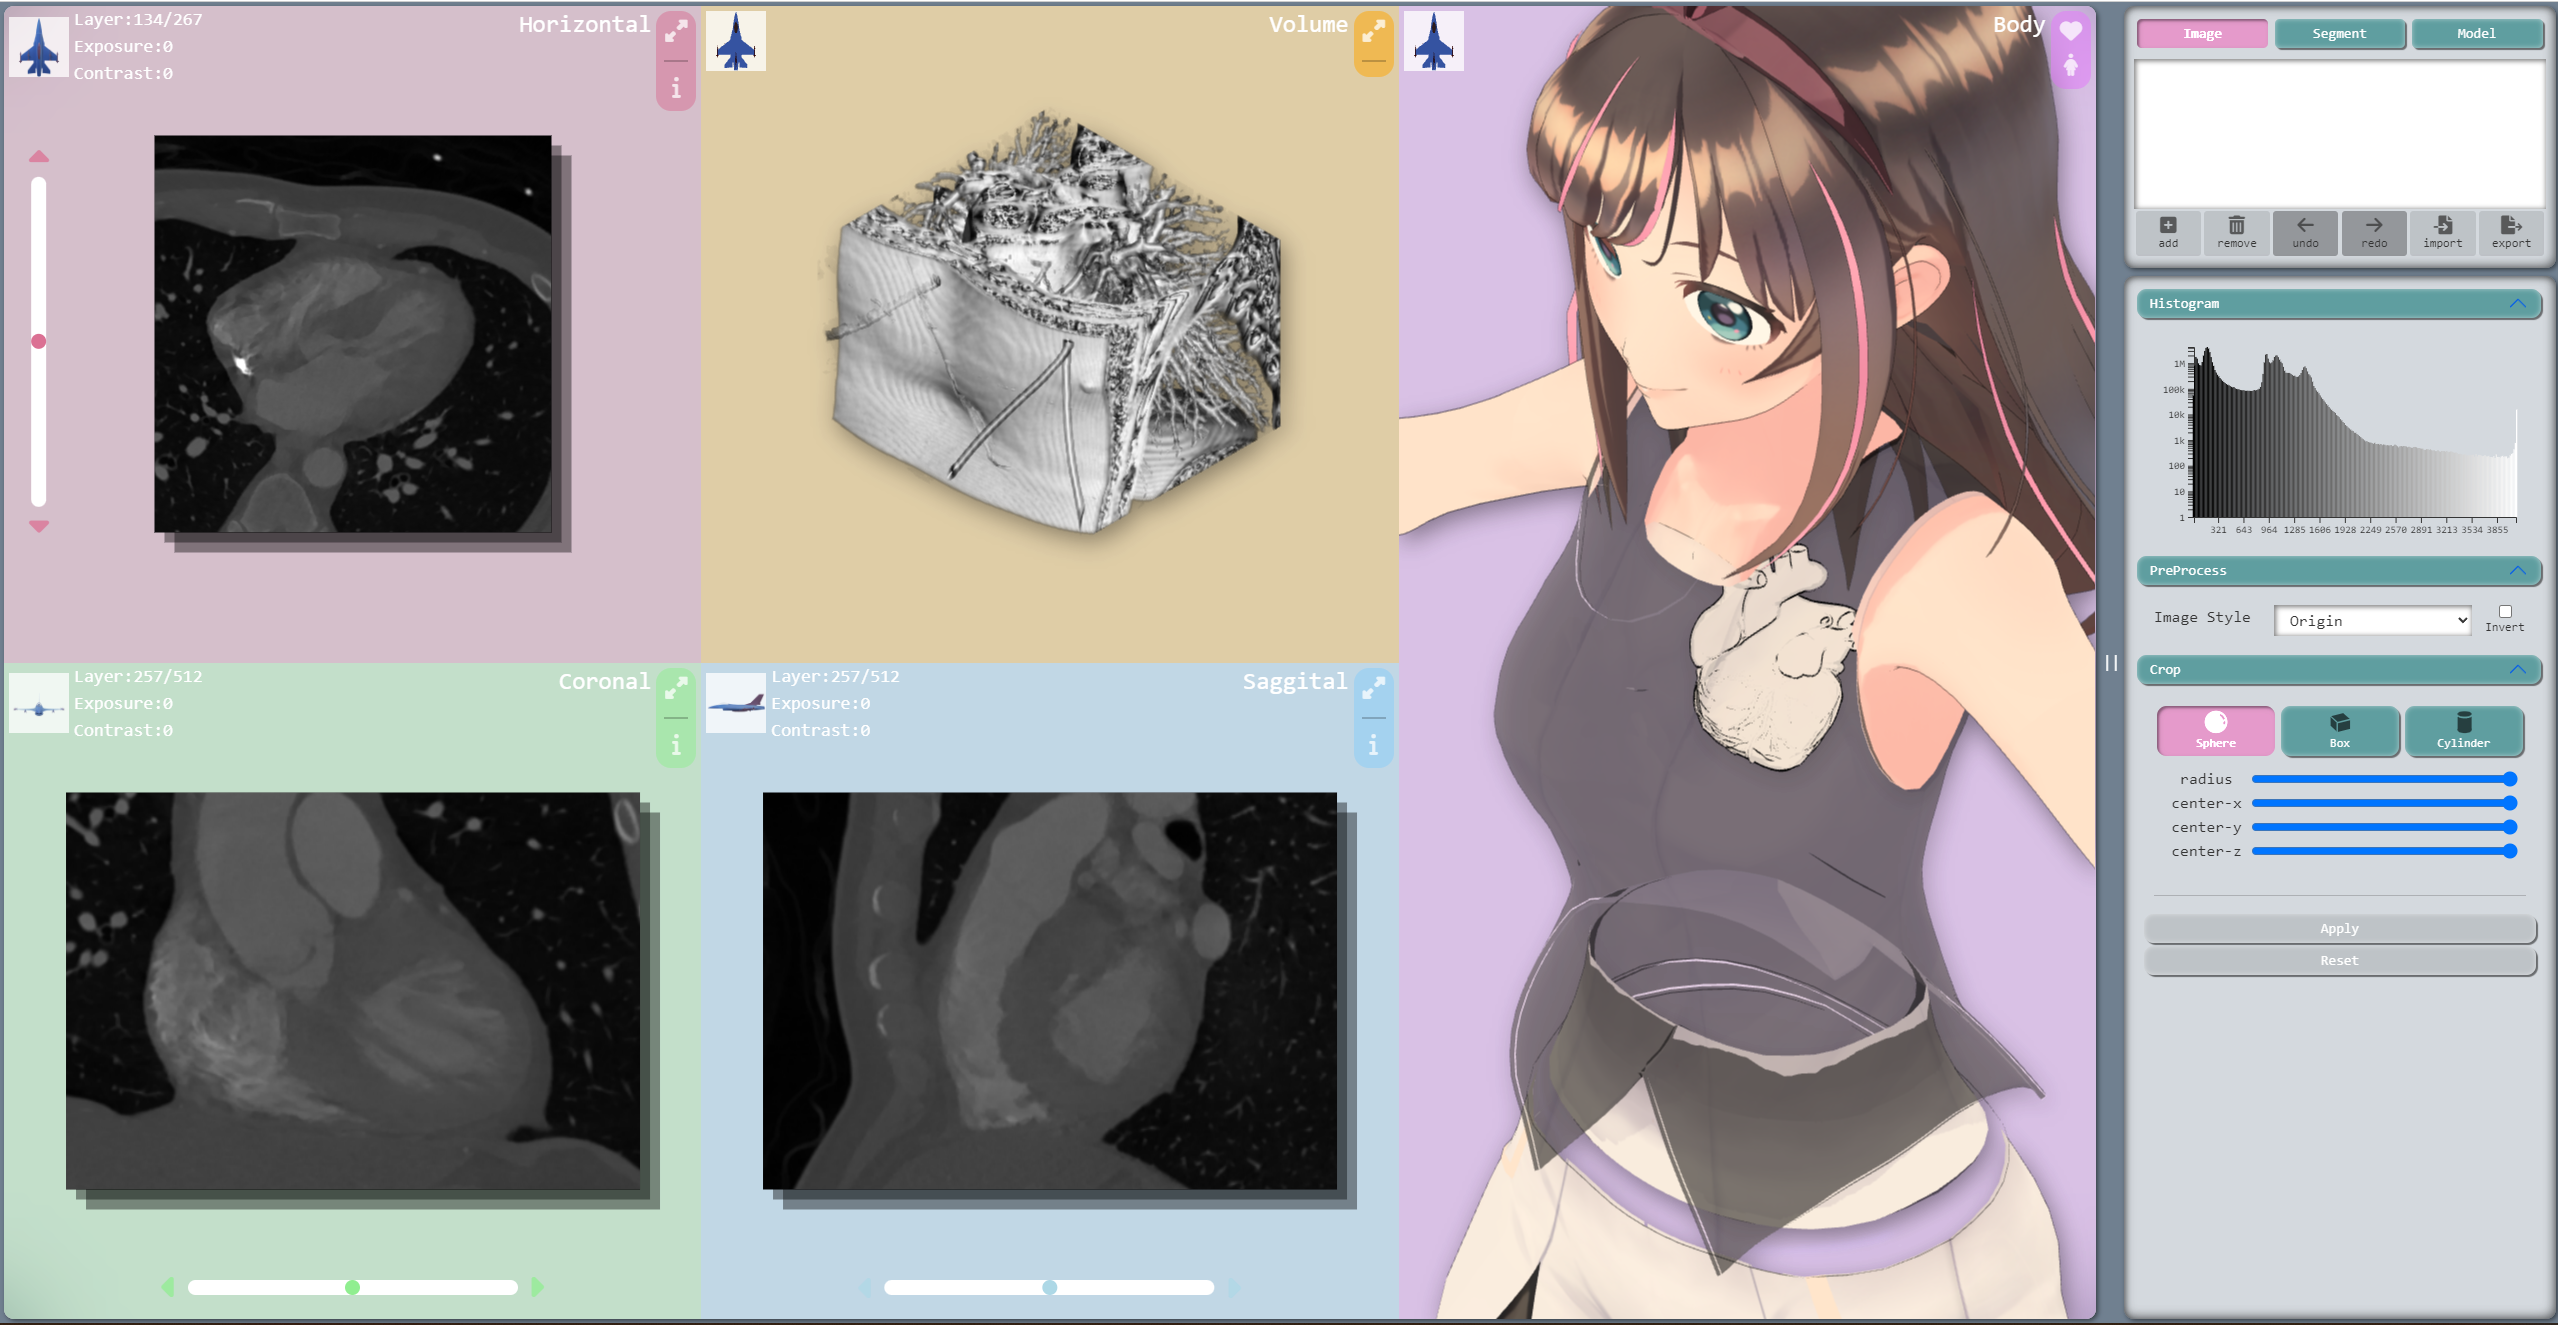 Layer:134/267
Exposure:0
Contrast:0
Horizontal
i
Volume
Body
Layer:257/512
Exposure:0
Contrast:0
Coronal
i
Layer:257/512
Exposure:0
Contrast:0
Saggital
i
Image
Segment
Model
add
remove
undo
redo
import
export
Histogram
1M
100k
10k
1k
100
10
1
321 643 964 1285 1606 1928 2249 2570 2891 3213 3534 3855
PreProcess
Image Style
Origin
Invert
Crop
Sphere
Box
Cylinder
radius
center-x
center-y
center-z
Apply
Reset